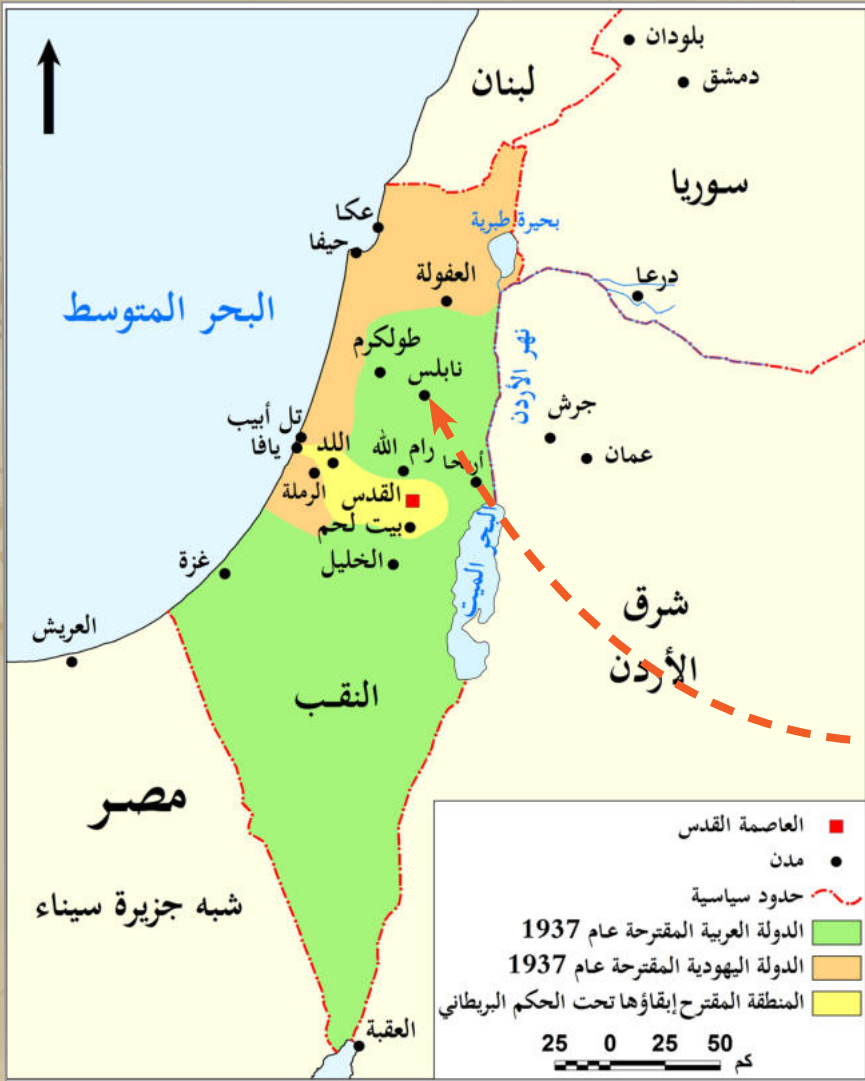 بلودان
دمشق
لبنان
سوريا
عكا
حيفا
بحيرة طبرية
درعا
العفولة
البحر المتوسط
طولكرم
نابلس
نهر الأردن
جرش
عمان
تل أبيب
يافا
اللد
رام الله
أريحا
الرملة
القدس
بيت لحم
البحر الميت
الخليل
غزة
شرق
الأردن
العريش
النقب
مصر
شبه جزيرة سيناء
العقبة
العاصمة القدس
مدن
حدود سياسية
الدولة العربية المقترحة عام 1937
الدولة اليهودية المقترحة عام 1937
المنطقة المقترح إبقاؤها تحت الحكم البريطاني
25 0 25 50 كم